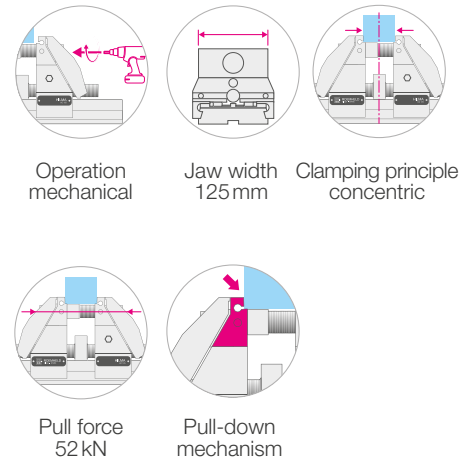 Operation
mechanical
Jaw width
125 mm
Clamping principle
concentric
Pull force
52 kN
Pull-down
mechanism